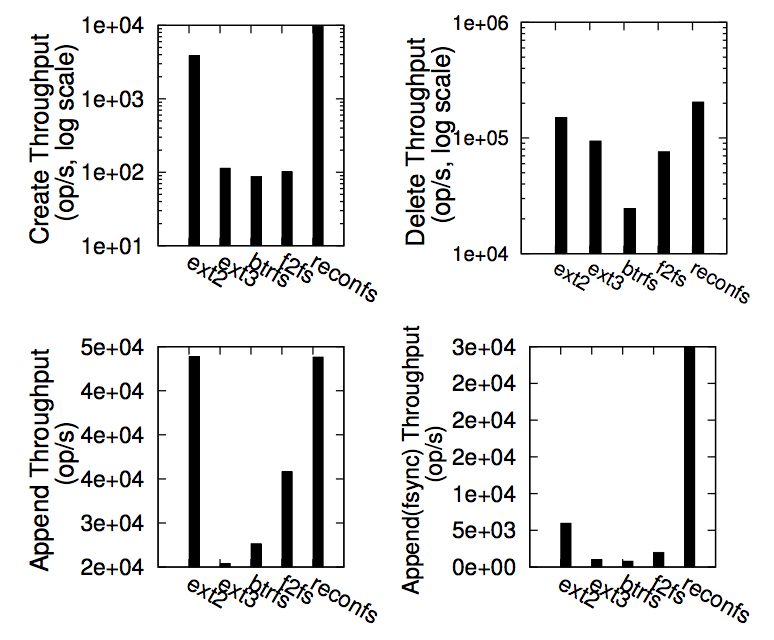 Create Throughput
(op/s, log scale)
1e+04
1e+03
1e+02
1e+01
ext2
ext3
btrfs
f2fs
reconfs
Delete Throughput
(op/s, log scale)
1e+06
1e+05
1e+04
ext2
ext3
btrfs
f2fs
reconfs
Append Throughput
(op/s)
5e+04
4e+04
4e+04
4e+04
3e+04
2e+04
ext2
ext3
btrfs
f2fs
reconfs
Append(fsync) Throughput
(op/s)
3e+04
2e+04
2e+04
2e+04
1e+04
5e+03
0e+00
ext2
ext3
btrfs
f2fs
reconfs